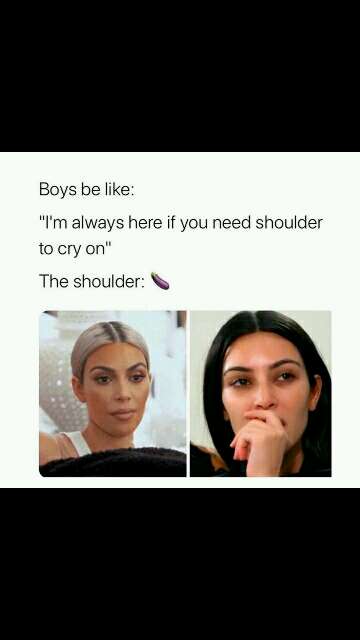 Boys be like:
"I'm always here if you need shoulder
to cry on"
The shoulder: 🍆